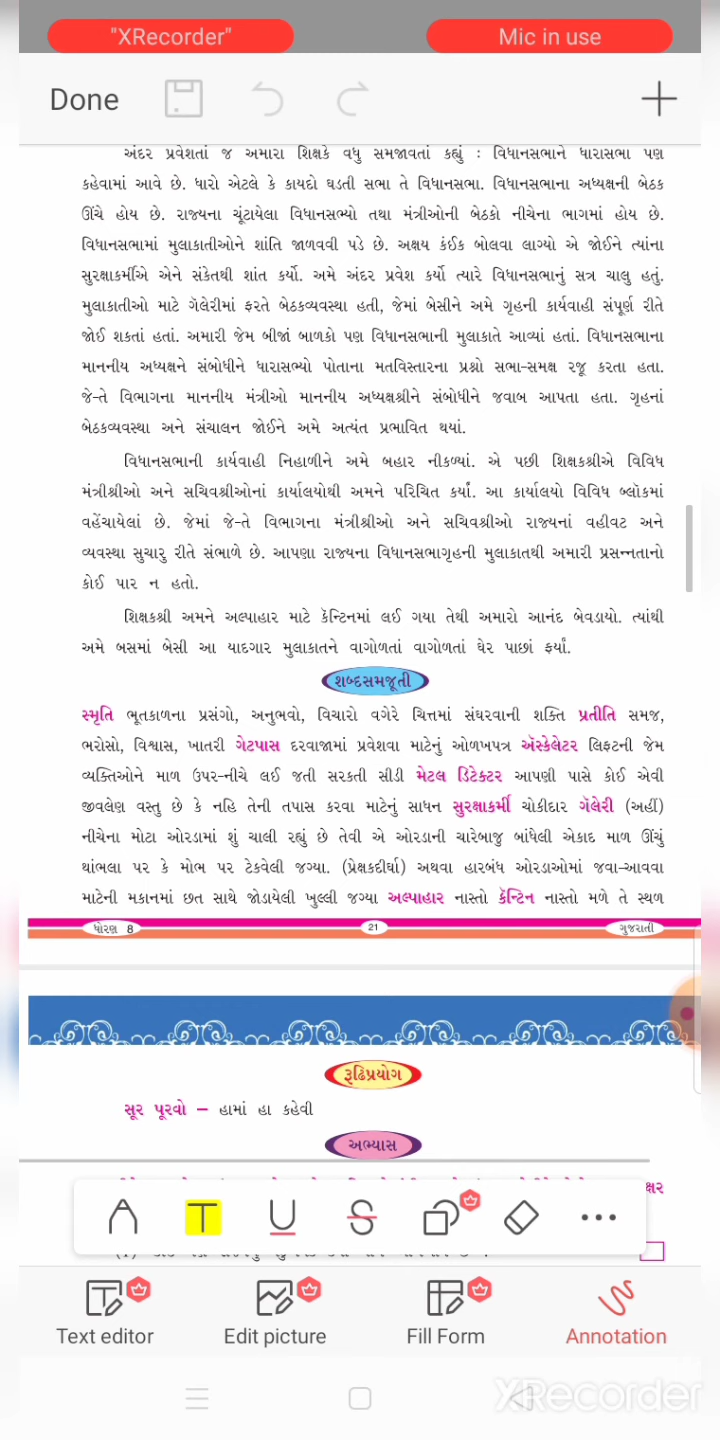 "XRecorder"
Mic in use
Done
અંદર પ્રવેશતાં જ અમારા શિક્ષકે વધુ સમજાવતાં કહ્યું : વિધાનસભાને ધારાસભા પણ
કહેવામાં આવે છે. ધારો એટલે કે કાયદો ઘડતી સભા તે વિધાનસભા. વિધાનસભાના અધ્યક્ષની બેઠક
ઊંચે હોય છે. રાજ્યના ચૂંટાયેલા વિધાનસભ્યો તથા મંત્રીઓની બેઠકો નીચેના ભાગમાં હોય છે.
વિધાનસભામાં મુલાકાતીઓને શાંતિ જાળવવી પડે છે. અક્ષય કંઈક બોલવા લાગ્યો એ જોઈને ત્યાંના
સુરક્ષાકર્મીએ એને સંકેતથી શાંત કર્યો. અમે અંદર પ્રવેશ કર્યો ત્યારે વિધાનસભાનું સત્ર ચાલુ હતું.
મુલાકાતીઓ માટે ગૅલેરીમાં ફરતે બેઠકવ્યવસ્થા હતી, જેમાં બેસીને અમે ગૃહની કાર્યવાહી સંપૂર્ણ રીતે
જોઈ શકતાં હતાં. અમારી જેમ બીજાં બાળકો પણ વિધાનસભાની મુલાકાતે આવ્યાં હતાં. વિધાનસભાના
માનનીય અધ્યક્ષને સંબોધીને ધારાસભ્યો પોતાના મતવિસ્તારના પ્રશ્નો સભા-સમક્ષ રજૂ કરતા હતા.
જે-તે વિભાગના માનનીય મંત્રીઓ માનનીય અધ્યક્ષશ્રીને સંબોધીને જવાબ આપતા હતા. ગૃહનાં
બેઠકવ્યવસ્થા અને સંચાલન જોઈને અમે અત્યંત પ્રભાવિત થયાં.
વિધાનસભાની કાર્યવાહી નિહાળીને અમે બહાર નીકળ્યાં. એ પછી શિક્ષકશ્રીએ વિવિધ
મંત્રીશ્રીઓ અને સચિવશ્રીઓનાં કાર્યાલયોથી અમને પરિચિત કર્યાં. આ કાર્યાલયો વિવિધ બ્લૉકમાં
વહેંચાયેલાં છે. જેમાં જે-તે વિભાગના મંત્રીશ્રીઓ અને સચિવશ્રીઓ રાજ્યનાં વહીવટ અને
વ્યવસ્થા સુચારુ રીતે સંભાળે છે. આપણા રાજ્યના વિધાનસભાગૃહની મુલાકાતથી અમારી પ્રસન્નતાનો
કોઈ પાર ન હતો.
શિક્ષકશ્રી અમને અલ્પાહાર માટે કૅન્ટિનમાં લઈ ગયા તેથી અમારો આનંદ બેવડાયો. ત્યાંથી
અમે બસમાં બેસી આ યાદગાર મુલાકાતને વાગોળતાં વાગોળતાં ઘેર પાછાં ફર્યાં.
શબ્દસમજૂતી
સ્મૃતિ ભૂતકાળના પ્રસંગો, અનુભવો, વિચારો વગેરે ચિત્તમાં સંઘરવાની શક્તિ પ્રતીતિ સમજ,
ભરોસો, વિશ્વાસ, ખાતરી ગેટપાસ દરવાજામાં પ્રવેશવા માટેનું ઓળખપત્ર ઍસ્કેલેટર લિફટની જેમ
વ્યક્તિઓને માળ ઉપર-નીચે લઈ જતી સરકતી સીડી મેટલ ડિટેક્ટર આપણી પાસે કોઈ એવી
જીવલેણ વસ્તુ છે કે નહિ તેની તપાસ કરવા માટેનું સાધન સુરક્ષાકર્મી ચોકીદાર ગૅલેરી (અહીં)
નીચેના મોટા ઓરડામાં શું ચાલી રહ્યું છે તેવી એ ઓરડાની ચારેબાજુ બાંધેલી એકાદ માળ ઊંચું
થાંભલા પર કે મોભ પર ટેકવેલી જગ્યા. (પ્રેક્ષકદીર્ઘા) અથવા હારબંધ ઓરડાઓમાં જવા-આવવા
માટેની મકાનમાં છત સાથે જોડાયેલી ખુલ્લી જગ્યા અલ્પાહાર નાસ્તો કૅન્ટિન નાસ્તો મળે તે સ્થળ
ધોરણ 8 21 ગુજરાતી
રૂઢિપ્રયોગ
સૂર પૂરવો – હામાં હા કહેવી
અભ્યાસ
Text editor
Edit picture
Fill Form
Annotation
XRecorder